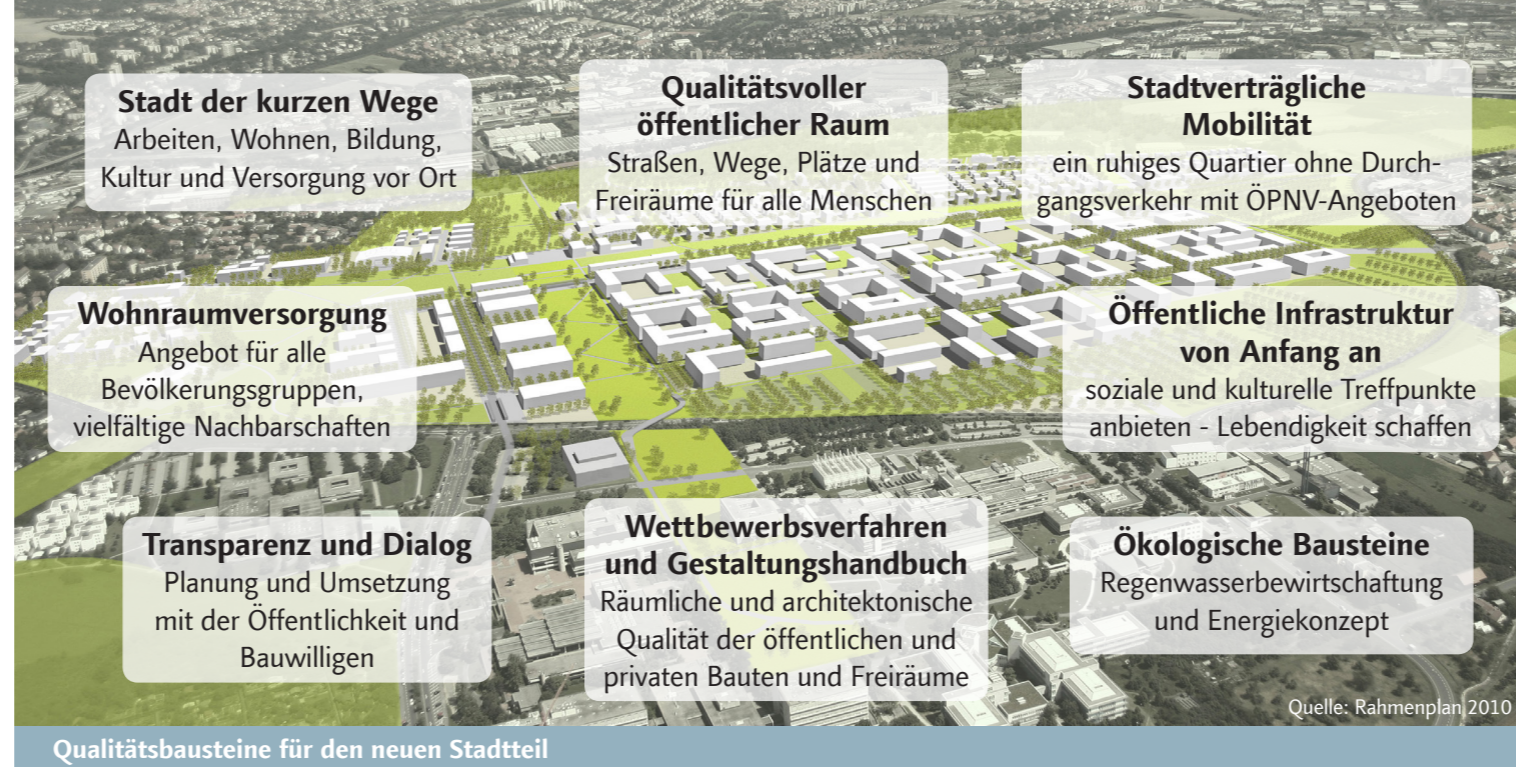 Stadt der kurzen Wege
Arbeiten, Wohnen, Bildung,
Kultur und Versorgung vor Ort
Qualitätsvoller
öffentlicher Raum
Straßen, Wege, Plätze und
Freiräume für alle Menschen
Stadtverträgliche
Mobilität
ein ruhiges Quartier ohne Durch-
gangsverkehr mit ÖPNV-Angeboten
Wohnraumversorgung
Angebot für alle
Bevölkerungsgruppen,
vielfältige Nachbarschaften
Öffentliche Infrastruktur
von Anfang an
soziale und kulturelle Treffpunkte
anbieten - Lebendigkeit schaffen
Transparenz und Dialog
Planung und Umsetzung
mit der Öffentlichkeit und
Bauwilligen
Wettbewerbsverfahren
und Gestaltungshandbuch
Räumliche und architektonische
Qualität der öffentlichen und
privaten Bauten und Freiräume
Ökologische Bausteine
Regenwasserbewirtschaftung
und Energiekonzept
Quelle: Rahmenplan 2010
Qualitätsbausteine für den neuen Stadtteil